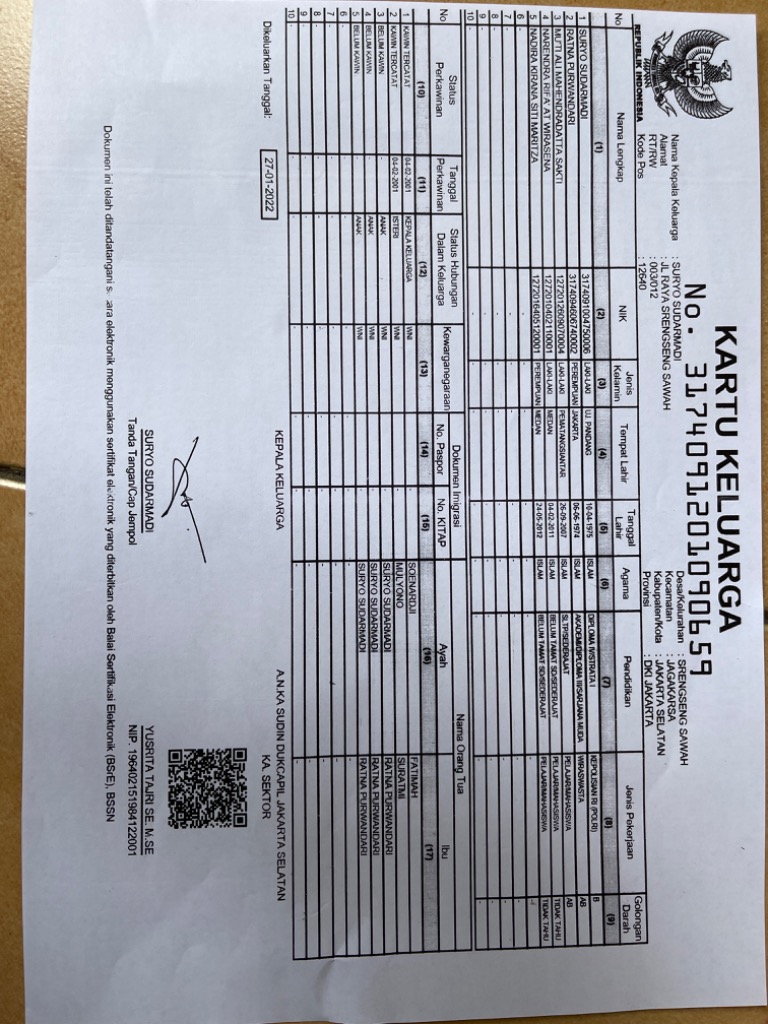 KARTU KELUARGA
No. 3174091201090659
REPUBLIK INDONESIA
Nama Kepala Keluarga : SURYO SUDARMADI
Alamat : JL RAYA SRENGSENG SAWAH
RT/RW : 003/012
Kode Pos : 12640
Desa/Kelurahan : SRENGSENG SAWAH
Kecamatan : JAGAKARSA
Kabupaten/Kota : JAKARTA SELATAN
Provinsi : DKI JAKARTA
No Nama Lengkap NIK Jenis Kelamin Tempat Lahir Tanggal Lahir Agama Pendidikan Jenis Pekerjaan Golongan Darah
(1) (2) (3) (4) (5) (6) (7) (8) (9)
1 SURYO SUDARMADI 3174091004750006 LAKI-LAKI UJ. PANDANG 10-04-1975 ISLAM DIPLOMA IV/STRATA I KEPOLISIAN RI (POLRI) B
2 RATNA PURWANDARI 3174094606740002 PEREMPUAN JAKARTA 06-06-1974 ISLAM AKADEMI/DIPLOMA III/SARJANA MUDA WIRASWASTA AB
3 MUTI ALI MAHENDRADATTA SAKTI 1272012609070004 LAKI-LAKI PEMATANGSIANTAR 26-09-2007 ISLAM SLTP/SEDERAJAT PELAJAR/MAHASISWA AB
4 NARENDRA RIFA`AT WIRASENA 1272010402110001 LAKI-LAKI MEDAN 04-02-2011 ISLAM BELUM TAMAT SD/SEDERAJAT PELAJAR/MAHASISWA TIDAK TAHU
5 NADIRA KIRANA SITI MARITZA 1272016405120001 PEREMPUAN MEDAN 24-05-2012 ISLAM BELUM TAMAT SD/SEDERAJAT PELAJAR/MAHASISWA TIDAK TAHU
6 - - - - - - - - -
7 - - - - - - - - -
8 - - - - - - - - -
9 - - - - - - - - -
10 - - - - - - - - -
No Status Perkawinan Tanggal Perkawinan Status Hubungan Dalam Keluarga Kewarganegaraan Dokumen Imigrasi Nama Orang Tua
No. Paspor No. KITAP Ayah Ibu
(10) (11) (12) (13) (14) (15) (16) (17)
1 KAWIN TERCATAT 04-02-2001 KEPALA KELUARGA WNI - - SOENARDJI FATIMAH
2 KAWIN TERCATAT 04-02-2001 ISTERI WNI - - MULYONO SURATMI
3 BELUM KAWIN - ANAK WNI - - SURYO SUDARMADI RATNA PURWANDARI
4 BELUM KAWIN - ANAK WNI - - SURYO SUDARMADI RATNA PURWANDARI
5 BELUM KAWIN - ANAK WNI - - SURYO SUDARMADI RATNA PURWANDARI
6 - - - - - - - -
7 - - - - - - - -
8 - - - - - - - -
9 - - - - - - - -
10 - - - - - - - -
Dikeluarkan Tanggal: 27-01-2022
KEPALA KELUARGA
SURYO SUDARMADI
Tanda Tangan/Cap Jempol
A.N.KA SUDIN DUKCAPIL JAKARTA SELATAN
KA. SEKTOR
YUSRITA TAJRI SE. M.SE
NIP. 196402151984122001
Dokumen ini telah ditandatangani secara elektronik menggunakan sertifikat elektronik yang diterbitkan oleh Balai Sertifikasi Elektronik (BSrE), BSSN